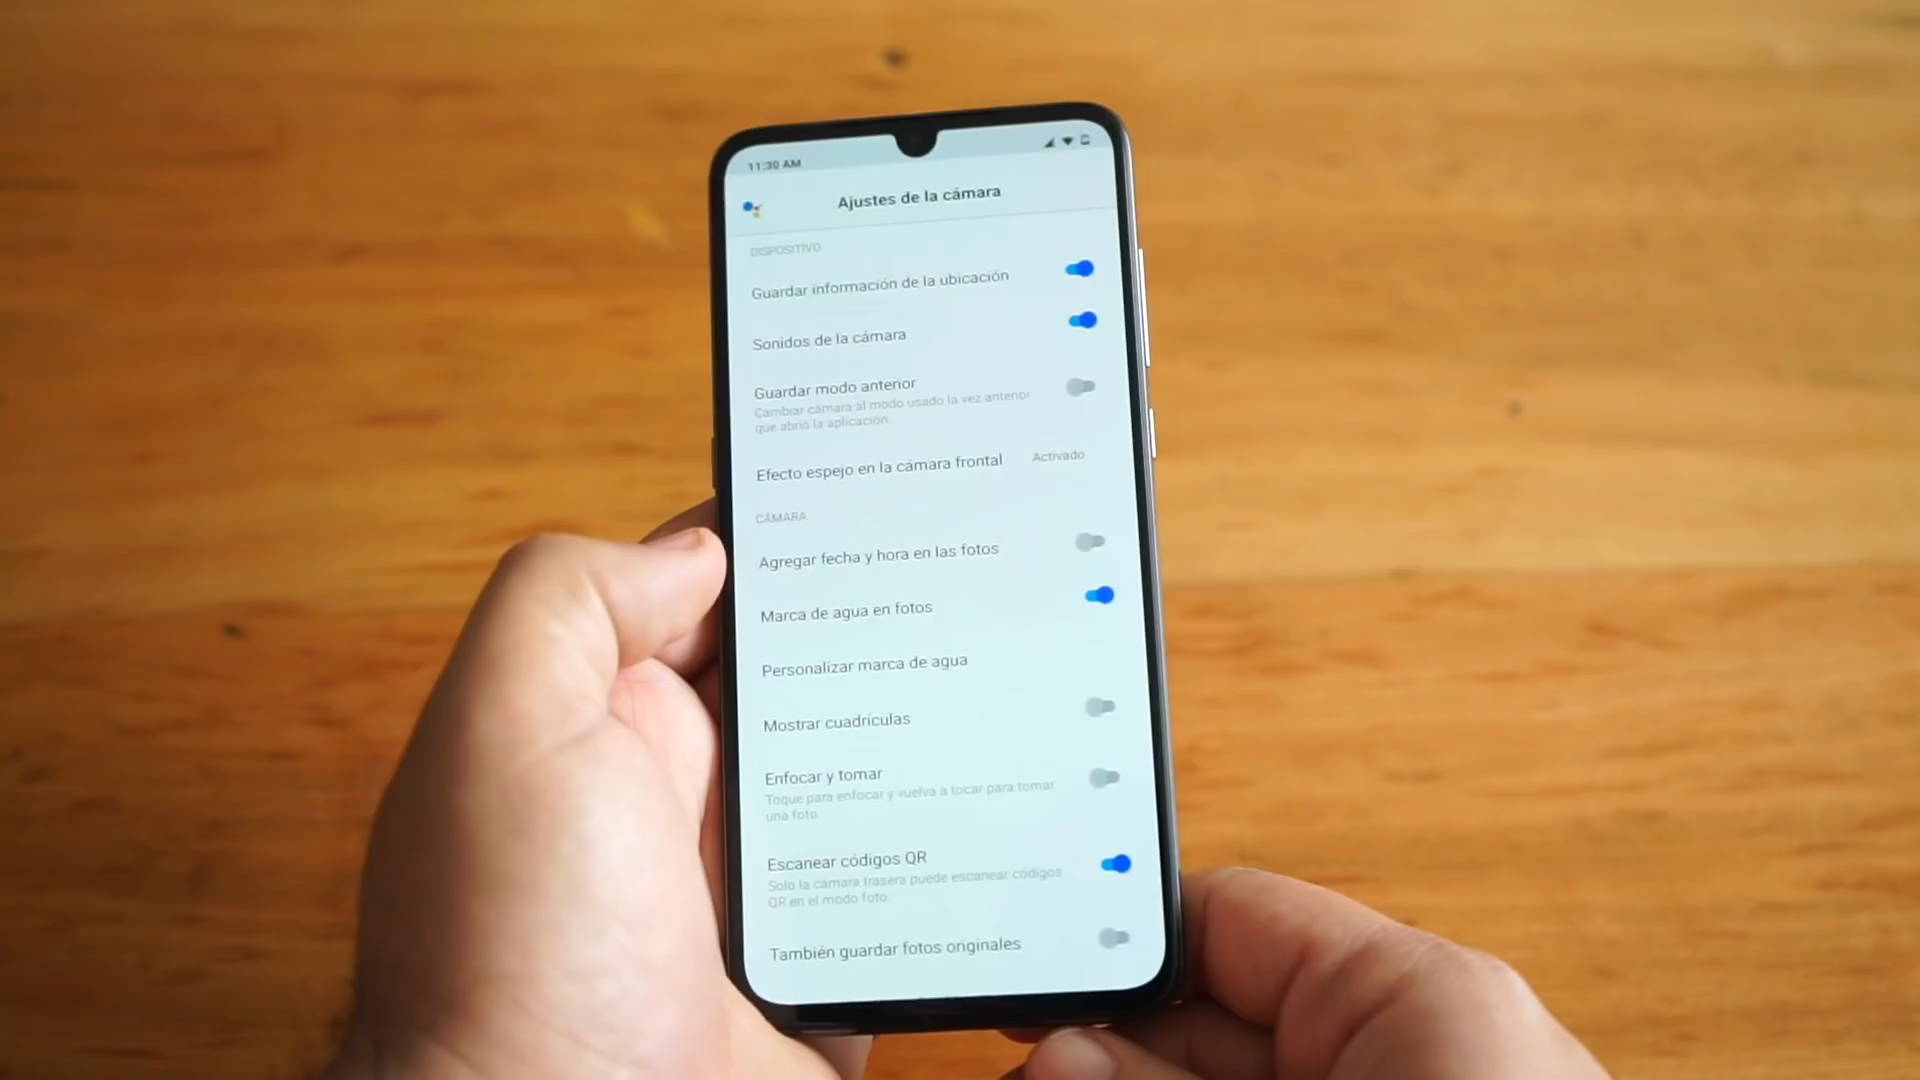 11:30 AM
Ajustes de la cámara
DISPOSITIVO
Guardar información de la ubicación
Sonidos de la cámara
Guardar modo anterior
Cambiar cámara al modo usado la vez anterior
que abrió la aplicación.
Efecto espejo en la cámara frontal Activado
CÁMARA
Agregar fecha y hora en las fotos
Marca de agua en fotos
Personalizar marca de agua
Mostrar cuadrículas
Enfocar y tomar
Toque para enfocar y vuelva a tocar para tomar
una foto.
Escanear códigos QR
Solo la cámara trasera puede escanear códigos
QR en el modo foto.
También guardar fotos originales